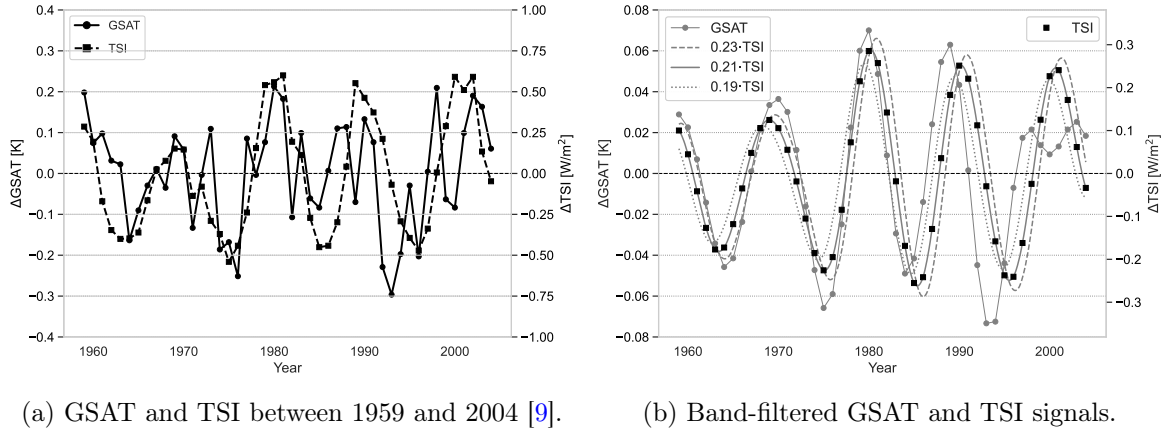 0.4
0.3
0.2
0.1
0.0
−0.1
−0.2
−0.3
−0.4
ΔGSAT [K]
GSAT
TSI
1.00
0.75
0.50
0.25
0.00
−0.25
−0.50
−0.75
−1.00
ΔTSI [W/m²]
1960 1970 1980 1990 2000
Year
(a) GSAT and TSI between 1959 and 2004 [9].
0.08
0.06
0.04
0.02
0.00
−0.02
−0.04
−0.06
−0.08
ΔGSAT [K]
GSAT
0.23·TSI
0.21·TSI
0.19·TSI
TSI
0.3
0.2
0.1
0.0
−0.1
−0.2
−0.3
ΔTSI [W/m²]
1960 1970 1980 1990 2000
Year
(b) Band-filtered GSAT and TSI signals.